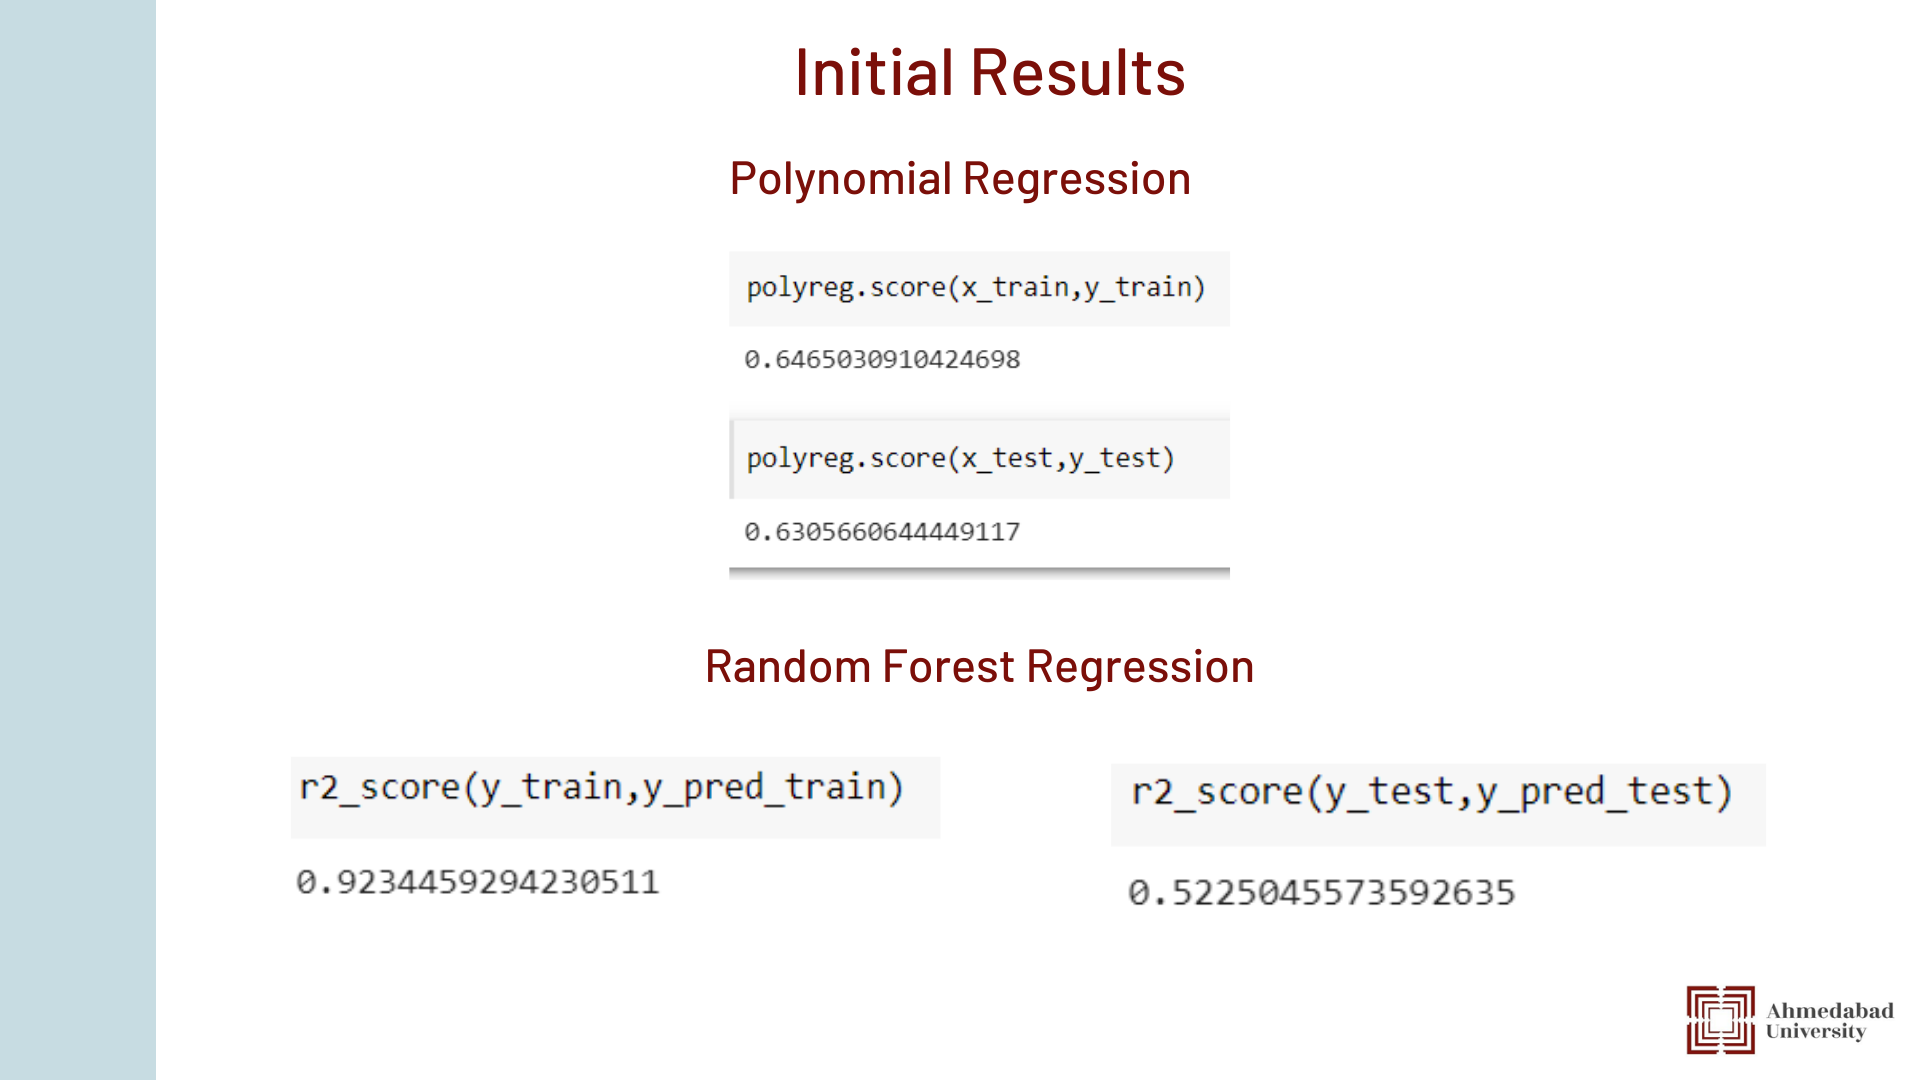 Initial Results
Polynomial Regression
polyreg.score(x_train,y_train)
0.6465030910424698
polyreg.score(x_test,y_test)
0.6305660644449117
Random Forest Regression
r2_score(y_train,y_pred_train)
0.9234459294230511
r2_score(y_test,y_pred_test)
0.5225045573592635
Ahmedabad
University